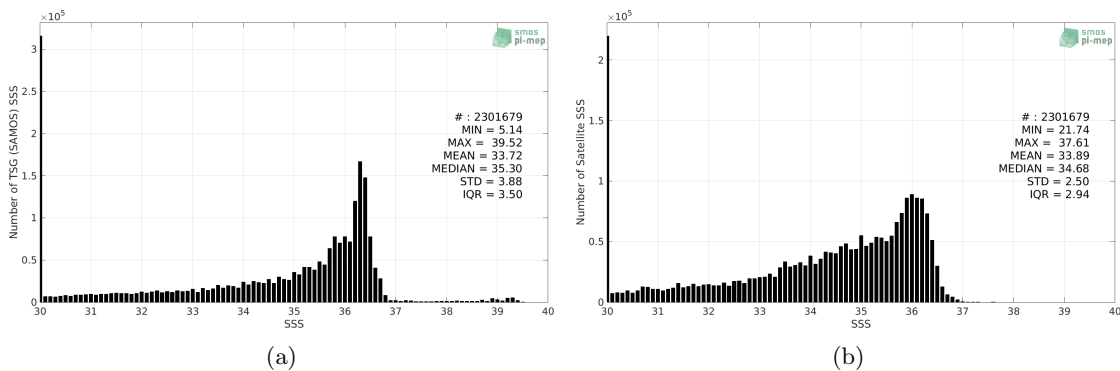 ×10⁵
smos
pi-mep
3
2.5
2
1.5
1
0.5
0
Number of TSG (SAMOS) SSS
# : 2301679
MIN = 5.14
MAX = 39.52
MEAN = 33.72
MEDIAN = 35.30
STD = 3.88
IQR = 3.50
30 31 32 33 34 35 36 37 38 39 40
SSS
(a)
×10⁵
smos
pi-mep
2
1.5
1
0.5
0
Number of Satellite SSS
# : 2301679
MIN = 21.74
MAX = 37.61
MEAN = 33.89
MEDIAN = 34.68
STD = 2.50
IQR = 2.94
30 31 32 33 34 35 36 37 38 39 40
SSS
(b)